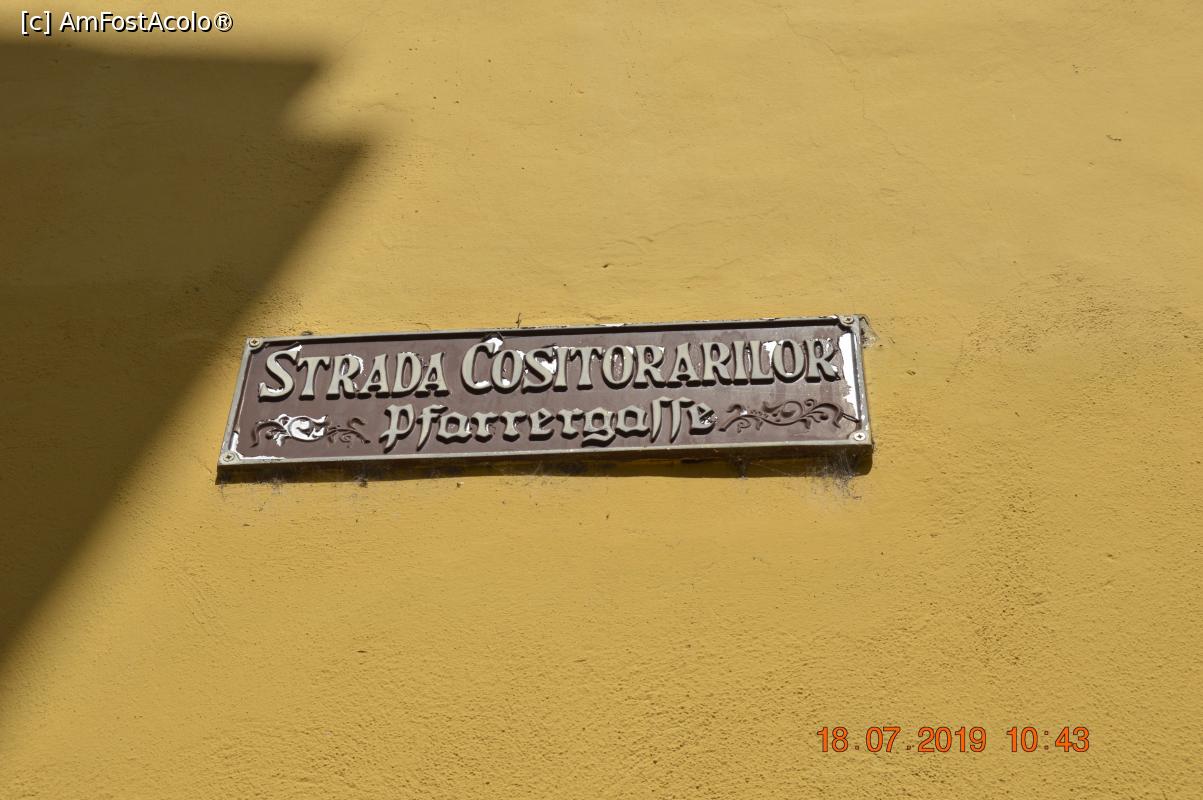 [c] AmFostAcolo®
STRADA COSITORARILOR
Pfarrergasse
18.07.2019 10:43